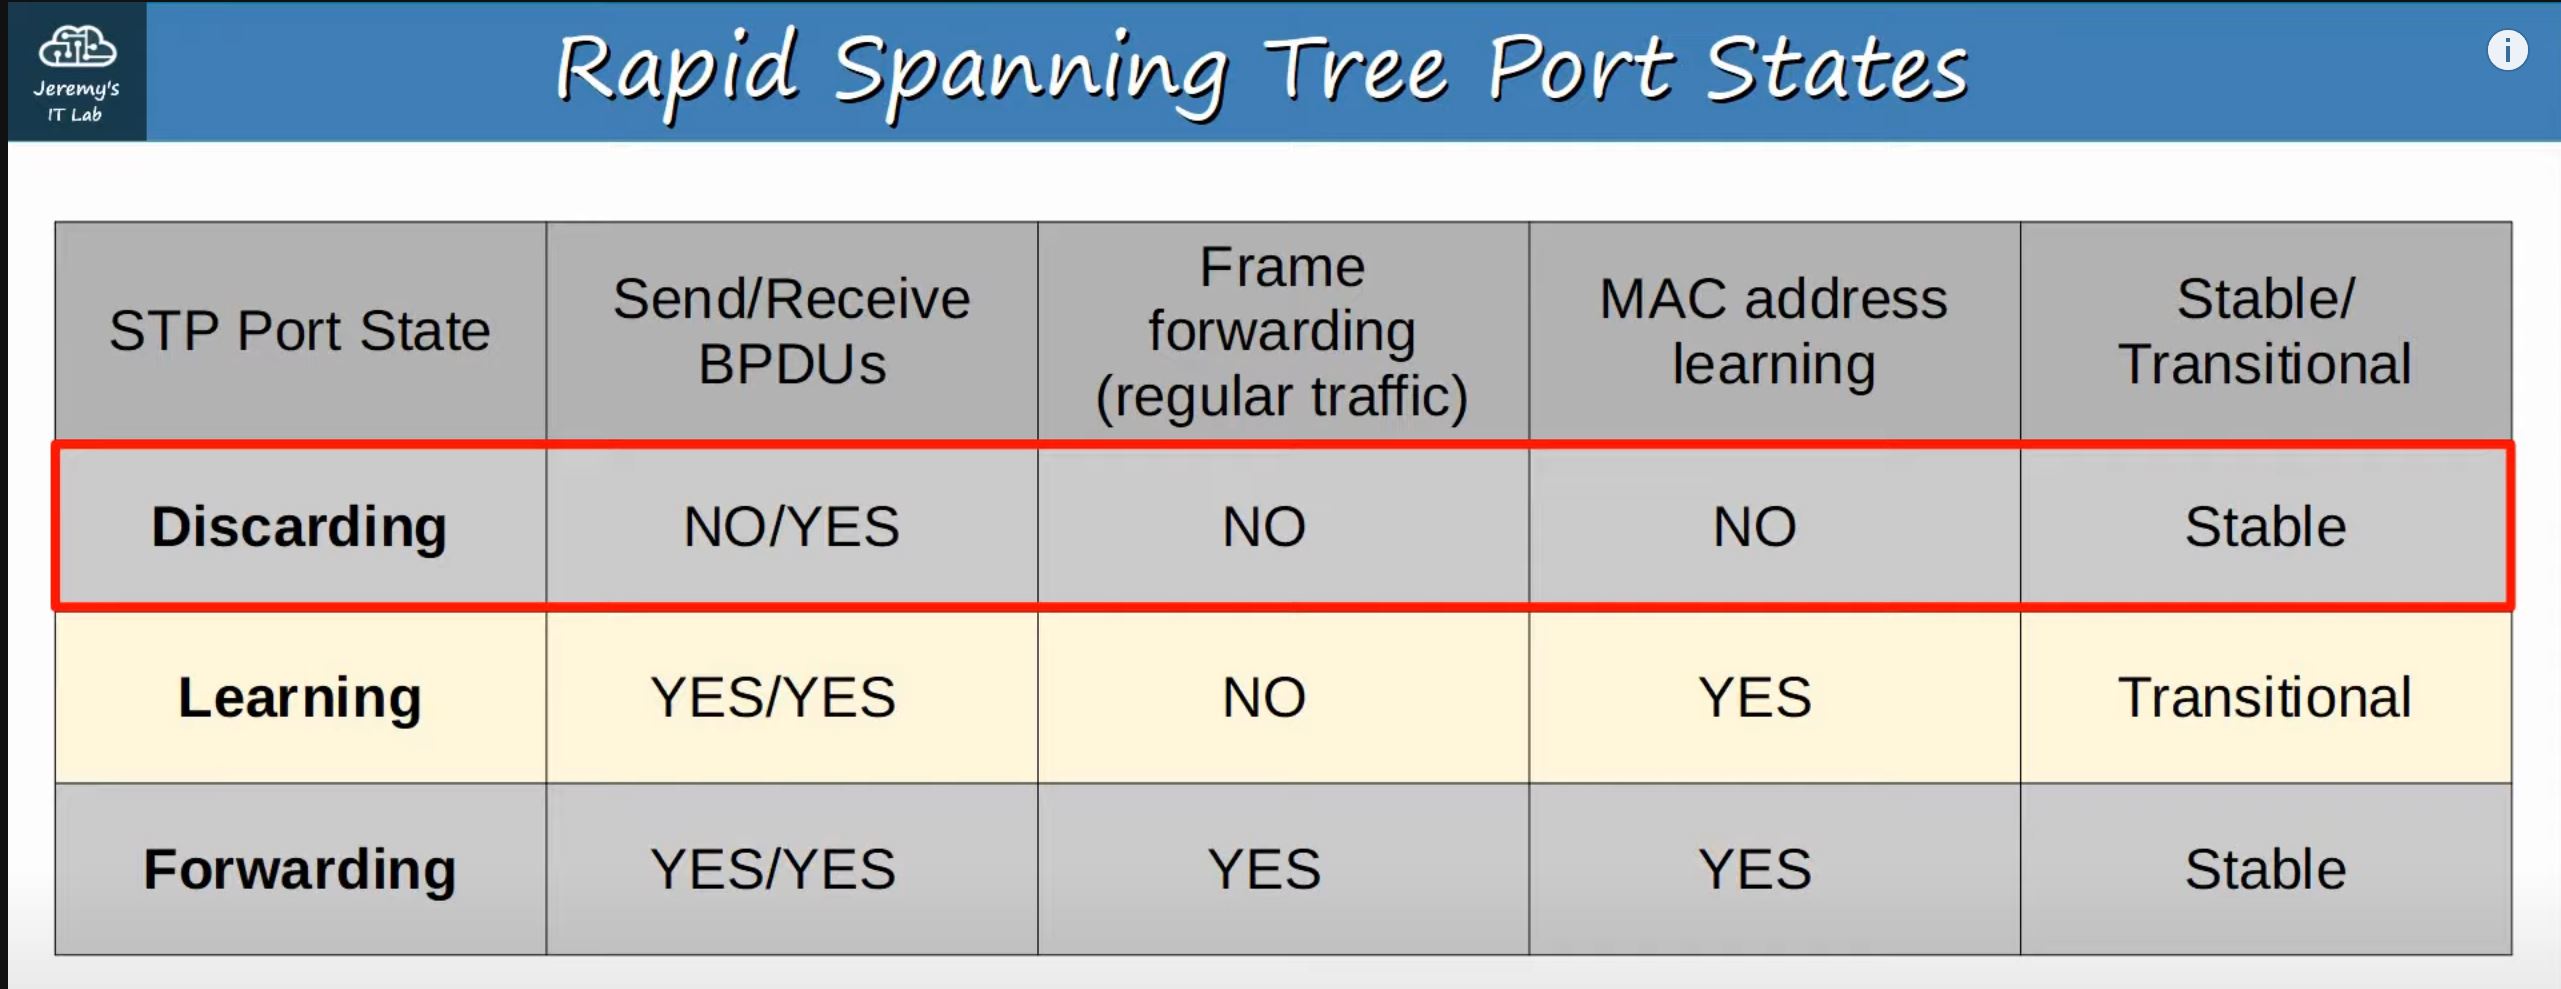 Jeremy's
IT Lab
Rapid Spanning Tree Port States
i
STP Port State
Send/Receive
BPDUs
Frame
forwarding
(regular traffic)
MAC address
learning
Stable/
Transitional
Discarding
NO/YES
NO
NO
Stable
Learning
YES/YES
NO
YES
Transitional
Forwarding
YES/YES
YES
YES
Stable